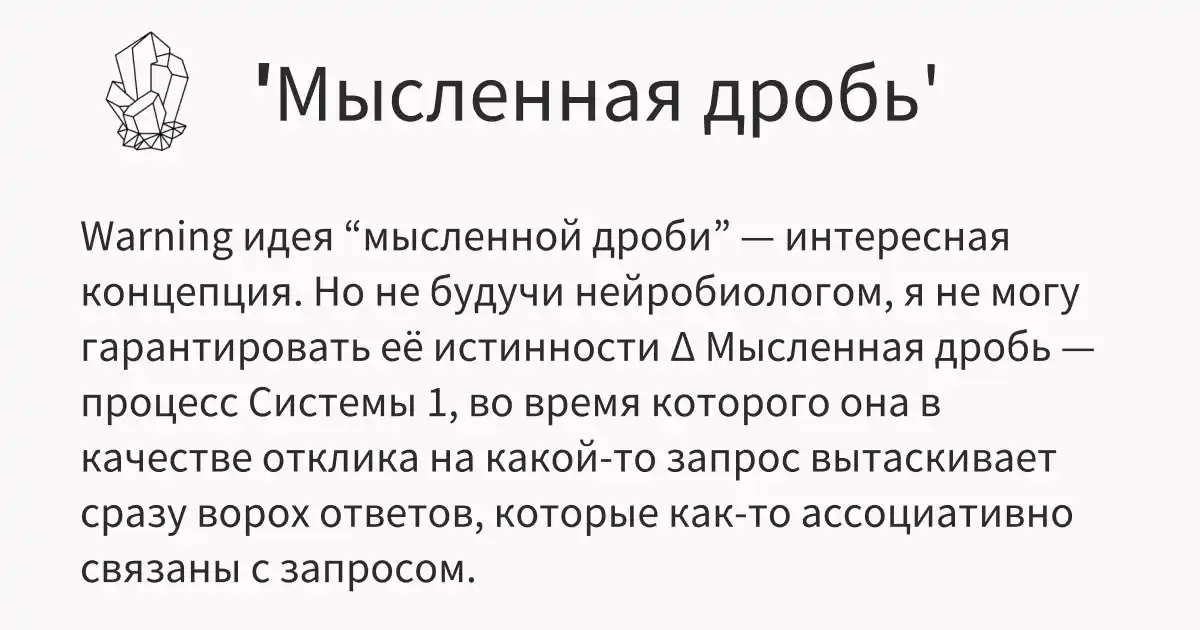 'Мысленная дробь'
Warning идея “мысленной дроби” — интересная
концепция. Но не будучи нейробиологом, я не могу
гарантировать её истинности Δ Мысленная дробь —
процесс Системы 1, во время которого она в
качестве отклика на какой-то запрос вытаскивает
сразу ворох ответов, которые как-то ассоциативно
связаны с запросом.